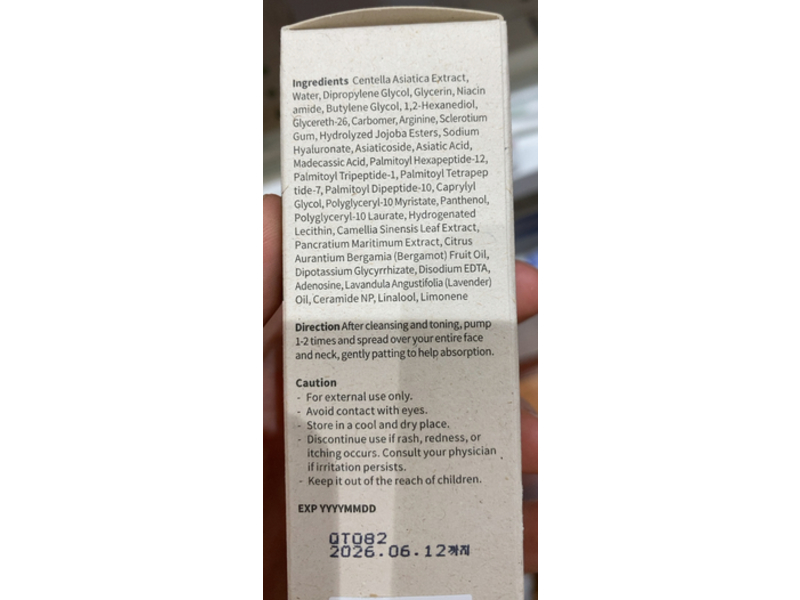 Ingredients Centella Asiatica Extract,
Water, Dipropylene Glycol, Glycerin, Niacin
amide, Butylene Glycol, 1,2-Hexanediol,
Glycereth-26, Carbomer, Arginine, Sclerotium
Gum, Hydrolyzed Jojoba Esters, Sodium
Hyaluronate, Asiaticoside, Asiatic Acid,
Madecassic Acid, Palmitoyl Hexapeptide-12,
Palmitoyl Tripeptide-1, Palmitoyl Tetrapep
tide-7, Palmitoyl Dipeptide-10, Caprylyl
Glycol, Polyglyceryl-10 Myristate, Panthenol,
Polyglyceryl-10 Laurate, Hydrogenated
Lecithin, Camellia Sinensis Leaf Extract,
Pancratium Maritimum Extract, Citrus
Aurantium Bergamia (Bergamot) Fruit Oil,
Dipotassium Glycyrrhizate, Disodium EDTA,
Adenosine, Lavandula Angustifolia (Lavender)
Oil, Ceramide NP, Linalool, Limonene
Direction After cleansing and toning, pump
1-2 times and spread over your entire face
and neck, gently patting to help absorption.
Caution
- For external use only.
- Avoid contact with eyes.
- Store in a cool and dry place.
- Discontinue use if rash, redness, or
itching occurs. Consult your physician
if irritation persists.
- Keep it out of the reach of children.
EXP YYYYMMDD
QT082
2026.06.12까지